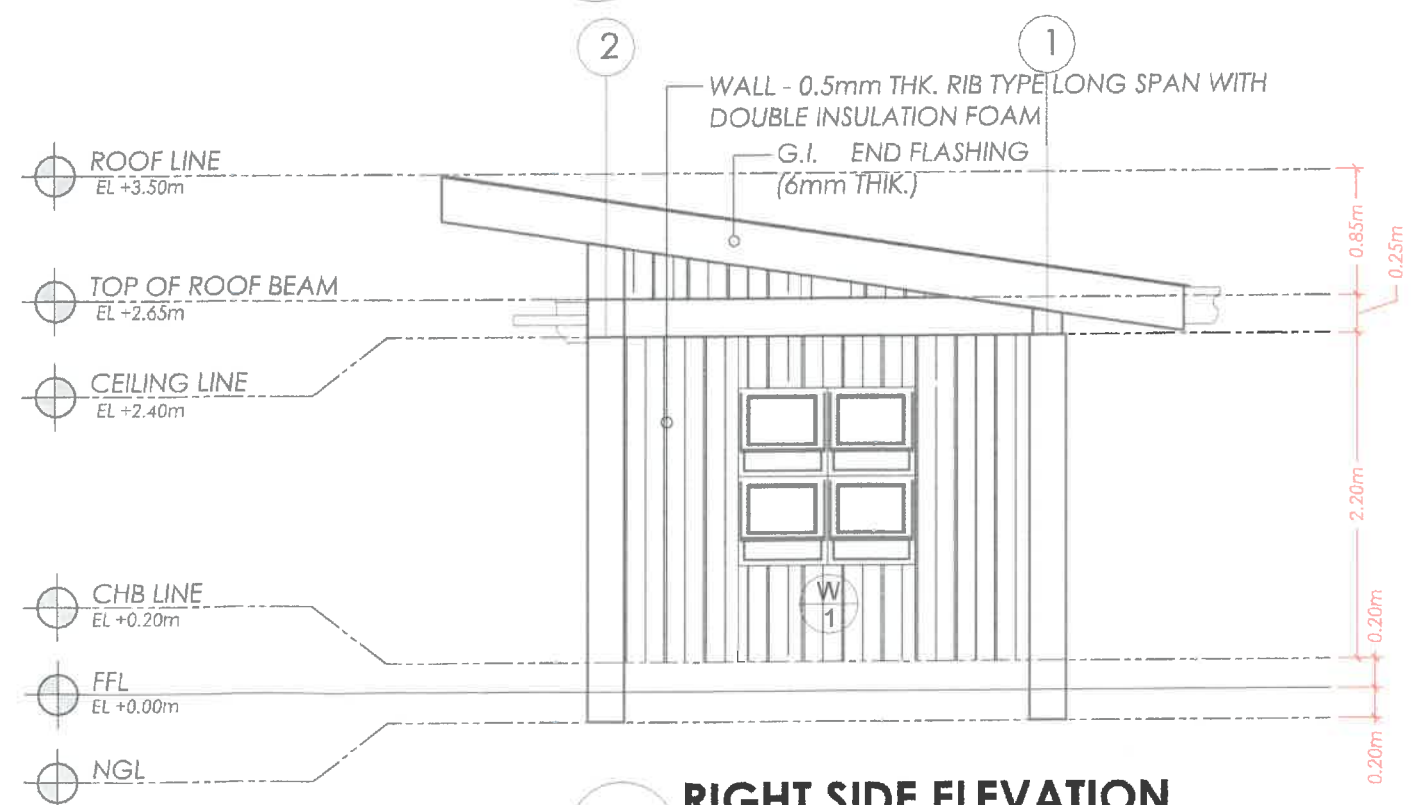 2
1
WALL - 0.5mm THK. RIB TYPE LONG SPAN WITH
DOUBLE INSULATION FOAM
G.I. END FLASHING
(6mm THIK.)
ROOF LINE
EL +3.50m
TOP OF ROOF BEAM
EL +2.65m
CEILING LINE
EL +2.40m
CHB LINE
EL +0.20m
FFL
EL +0.00m
NGL
W
1
0.85m
0.25m
2.20m
0.20m
0.20m
RIGHT SIDE ELEVATION